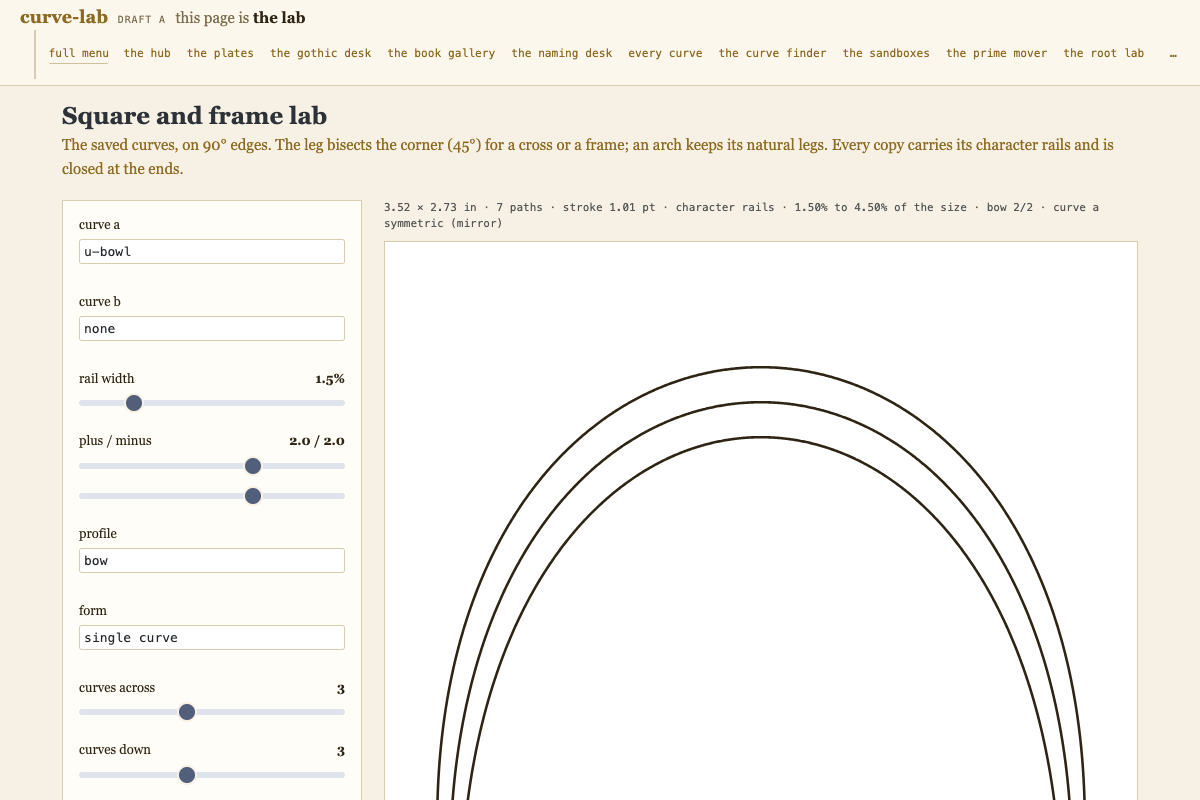 curve-lab DRAFT A this page is the lab
full menu the hub the plates the gothic desk the book gallery the naming desk every curve the curve finder the sandboxes the prime mover the root lab …
Square and frame lab
The saved curves, on 90° edges. The leg bisects the corner (45°) for a cross or a frame; an arch keeps its natural legs. Every copy carries its character rails and is
closed at the ends.
curve a
u-bowl
curve b
none
rail width 1.5%
plus / minus 2.0 / 2.0
profile
bow
form
single curve
curves across 3
curves down 3
3.52 × 2.73 in · 7 paths · stroke 1.01 pt · character rails · 1.50% to 4.50% of the size · bow 2/2 · curve a
symmetric (mirror)